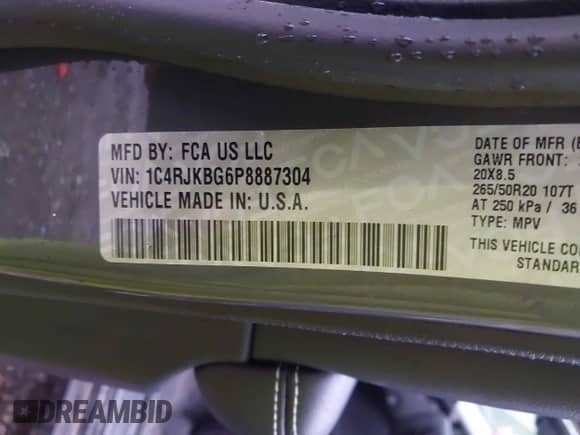 MFD BY: FCA US LLC
VIN: 1C4RJKBG6P8887304
VEHICLE MADE IN: U.S.A.
DATE OF MFR
GAWR FRONT:
20X8.5
265/50R20 107T
AT 250 kPa / 36
TYPE: MPV
THIS VEHICLE
STANDAR
DREAMBID